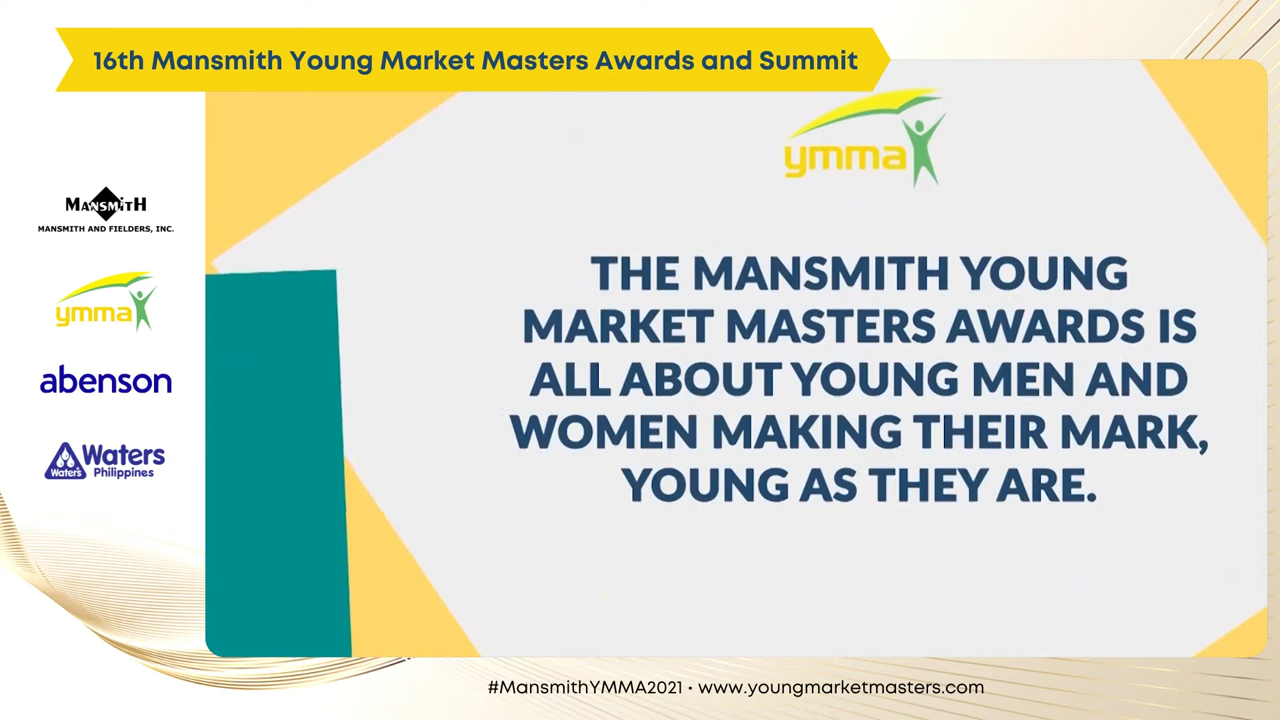 16th Mansmith Young Market Masters Awards and Summit
MANSMITH
MANSMITH AND FIELDERS, INC.
ymma
abenson
Waters
Waters
Philippines
ymma
THE MANSMITH YOUNG
MARKET MASTERS AWARDS IS
ALL ABOUT YOUNG MEN AND
WOMEN MAKING THEIR MARK,
YOUNG AS THEY ARE.
#MansmithYMMA2021 • www.youngmarketmasters.com